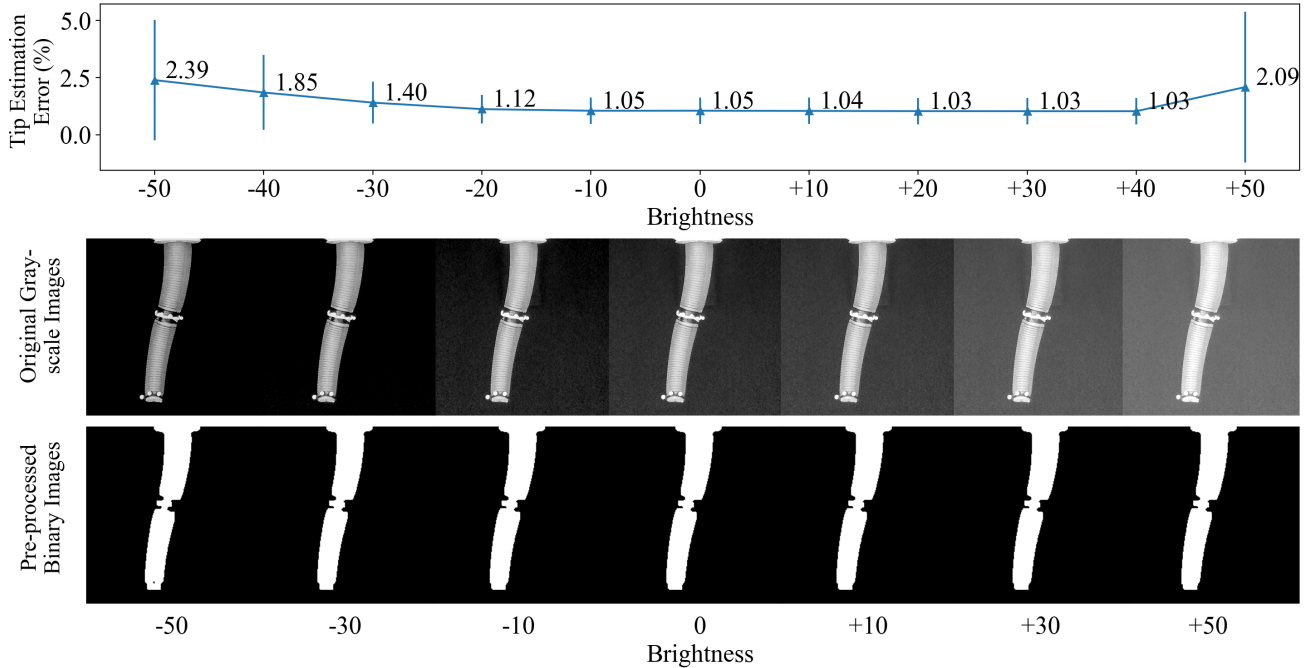 Tip Estimation
Error (%)
5.0
2.5
0.0
2.39
1.85
1.40
1.12
1.05
1.05
1.04
1.03
1.03
1.03
2.09
-50 -40 -30 -20 -10 0 +10 +20 +30 +40 +50
Brightness
Original Gray-
scale Images
Pre-processed
Binary Images
-50 -30 -10 0 +10 +30 +50
Brightness